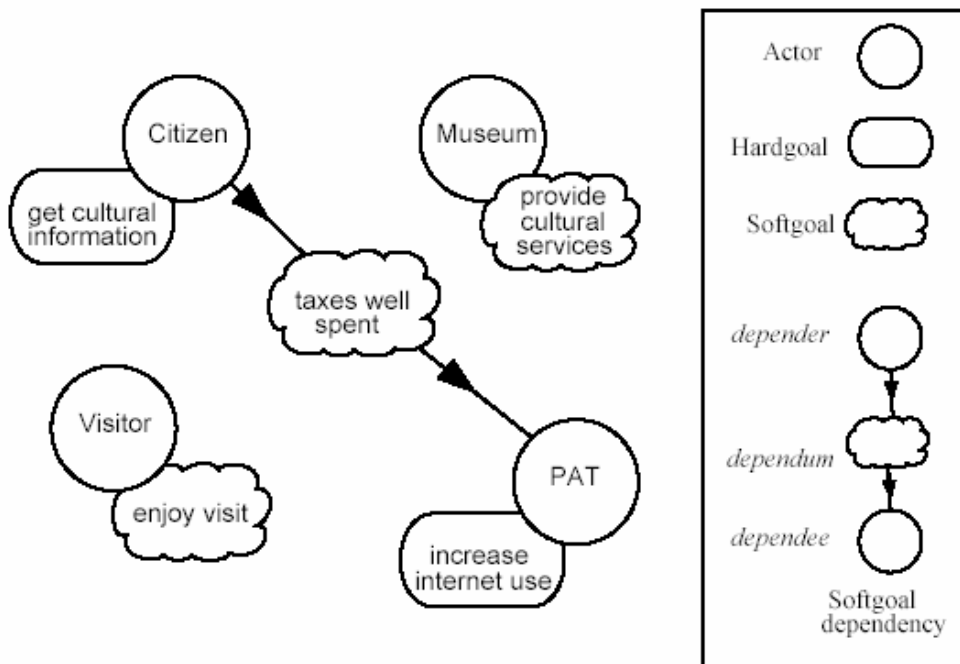 Citizen
get cultural
information
Museum
provide
cultural
services
taxes well
spent
Visitor
enjoy visit
PAT
increase
internet use
Actor
Hardgoal
Softgoal
depender
dependum
dependee
Softgoal
dependency